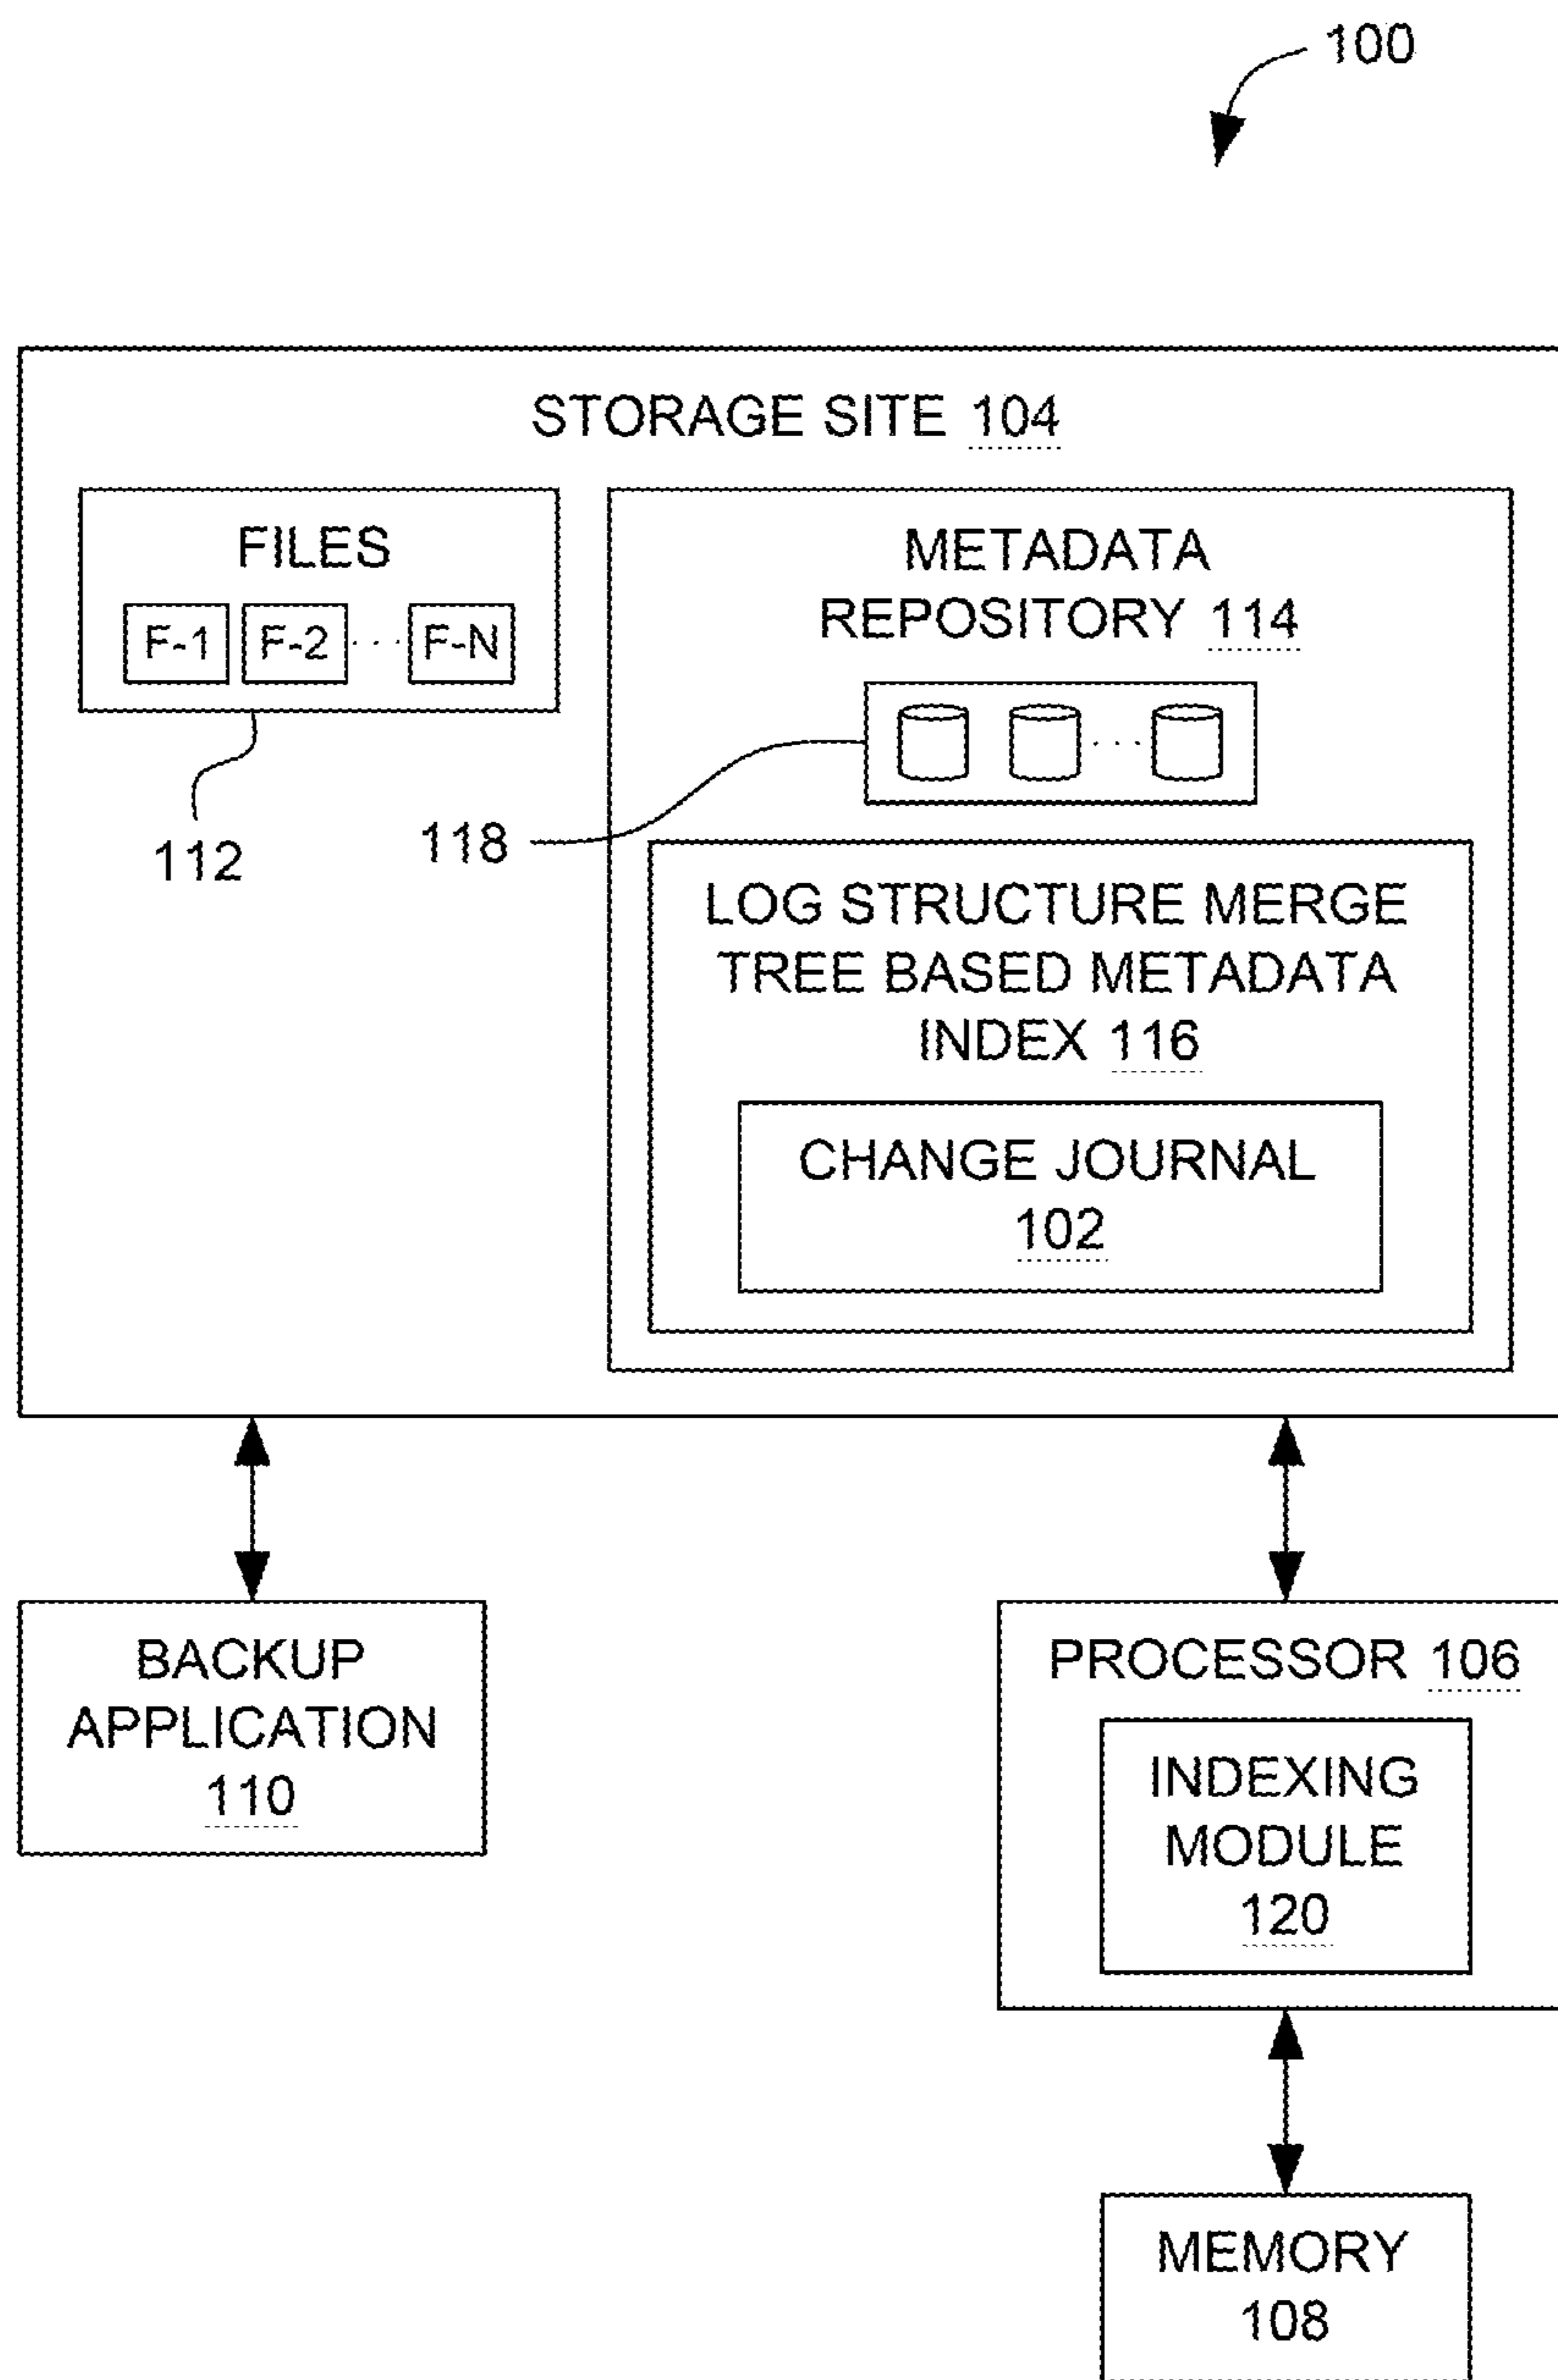 100
STORAGE SITE 104
FILES
F-1 F-2 . . . . F-N
112
METADATA
REPOSITORY 114
. . . .
118
LOG STRUCTURE MERGE
TREE BASED METADATA
INDEX 116
CHANGE JOURNAL
102
BACKUP
APPLICATION
110
PROCESSOR 106
INDEXING
MODULE
120
MEMORY
108